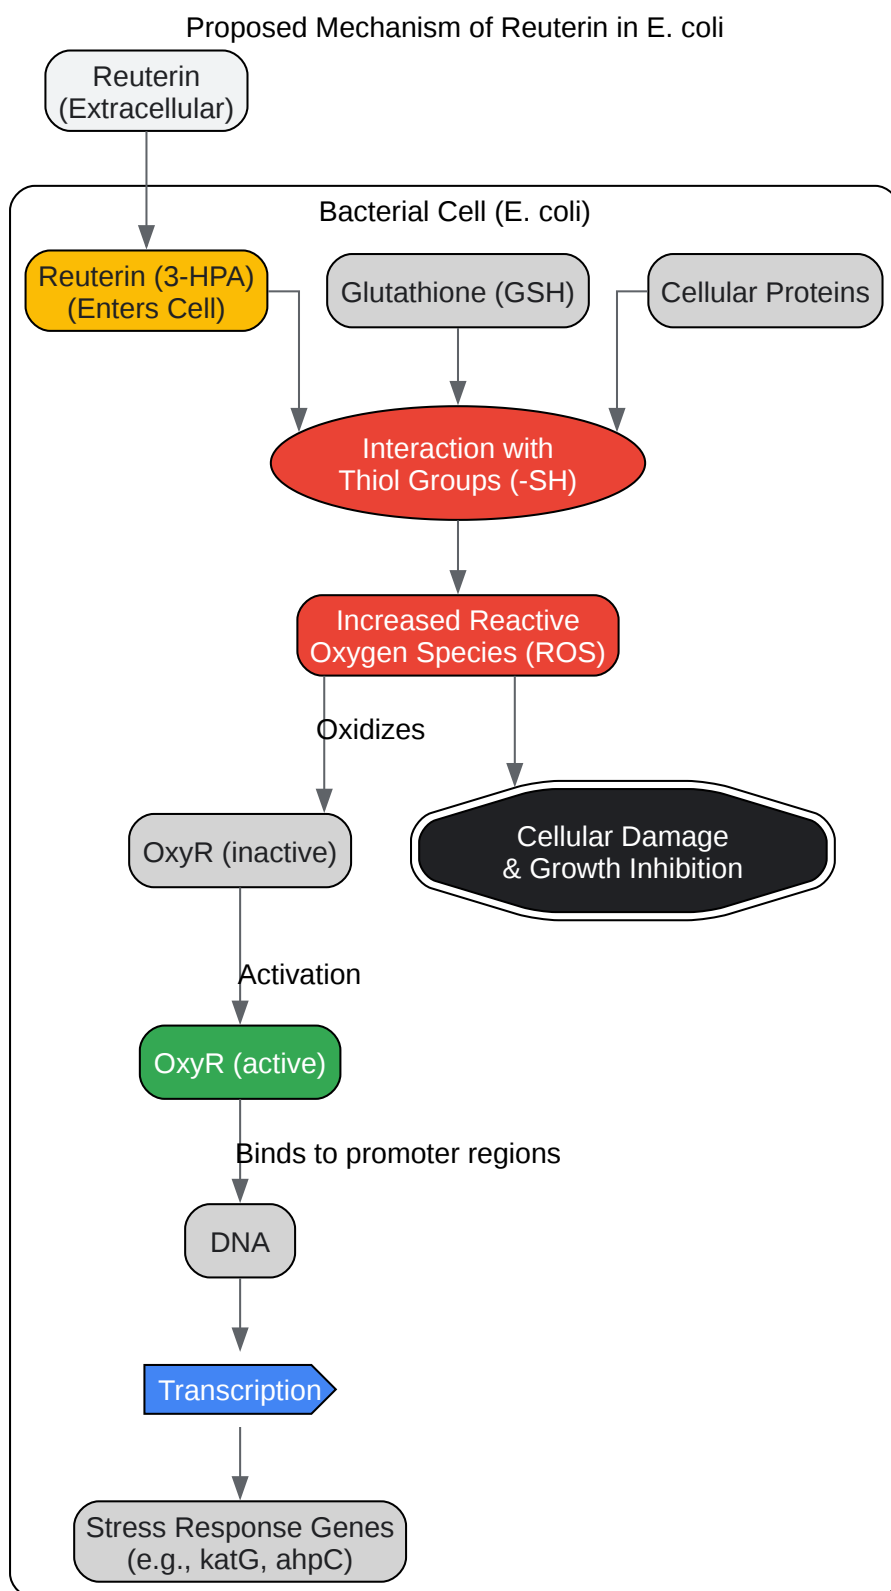 Proposed Mechanism of Reuterin in E. coli
Reuterin
(Extracellular)
Bacterial Cell (E. coli)
Reuterin (3-HPA)
(Enters Cell)
Glutathione (GSH)
Cellular Proteins
Interaction with
Thiol Groups (-SH)
Increased Reactive
Oxygen Species (ROS)
Oxidizes
OxyR (inactive)
Cellular Damage
& Growth Inhibition
Activation
OxyR (active)
Binds to promoter regions
DNA
Transcription
Stress Response Genes
(e.g., katG, ahpC)